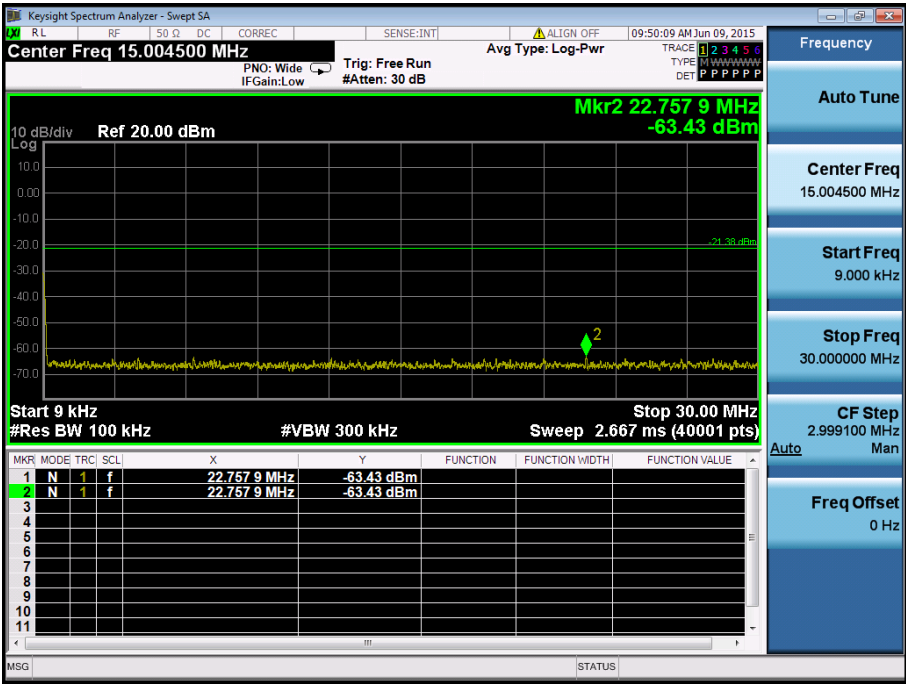 Keysight Spectrum Analyzer - Swept SA
LXI RL RF 50 Ω DC CORREC SENSE:INT ALIGN OFF 09:50:09 AM Jun 09, 2015
Center Freq 15.004500 MHz Avg Type: Log-Pwr TRACE 1 2 3 4 5 6
PNO: Wide Trig: Free Run TYPE M WWWWW
IFGain:Low #Atten: 30 dB DET P P P P P P
Mkr2 22.757 9 MHz
10 dB/div Ref 20.00 dBm -63.43 dBm
Log
10.0
0.00
-10.0
-20.0 -21.38 dBm
-30.0
-40.0
-50.0
2
-60.0
-70.0
Start 9 kHz Stop 30.00 MHz
#Res BW 100 kHz #VBW 300 kHz Sweep 2.667 ms (40001 pts)
MKR MODE TRC SCL X Y FUNCTION FUNCTION WIDTH FUNCTION VALUE
1 N 1 f 22.757 9 MHz -63.43 dBm
2 N 1 f 22.757 9 MHz -63.43 dBm
3
4
5
6
7
8
9
10
11
MSG STATUS
Frequency
Auto Tune
Center Freq
15.004500 MHz
Start Freq
9.000 kHz
Stop Freq
30.000000 MHz
CF Step
2.999100 MHz
Auto Man
Freq Offset
0 Hz